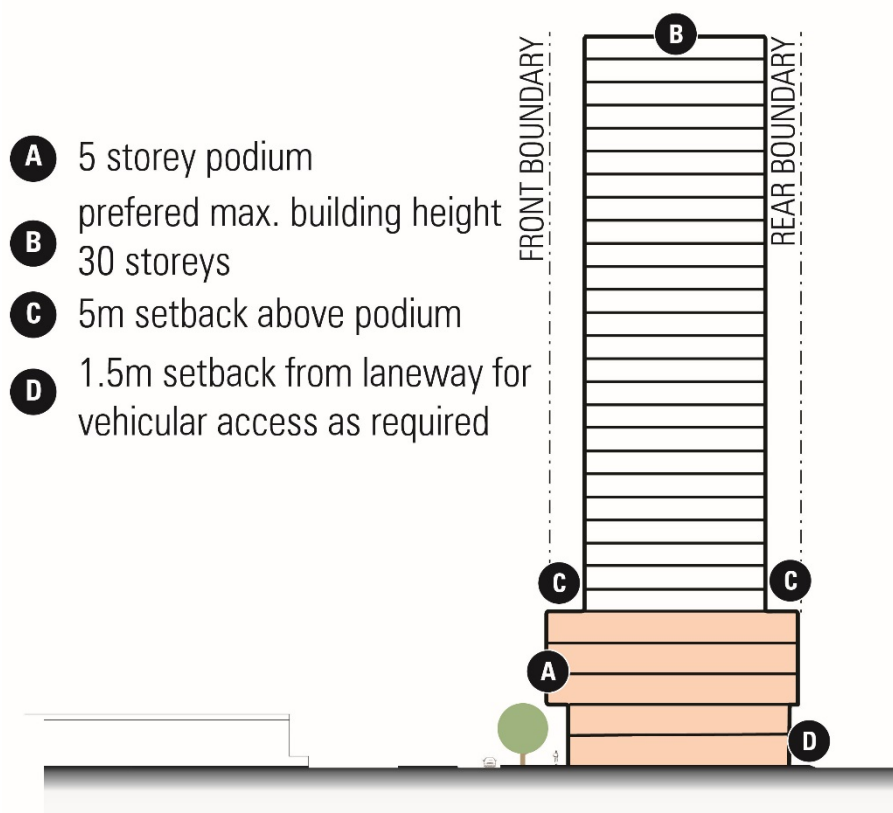 A 5 storey podium
B prefered max. building height
30 storeys
C 5m setback above podium
D 1.5m setback from laneway for
vehicular access as required
FRONT BOUNDARY
B
REAR BOUNDARY
C
C
A
D